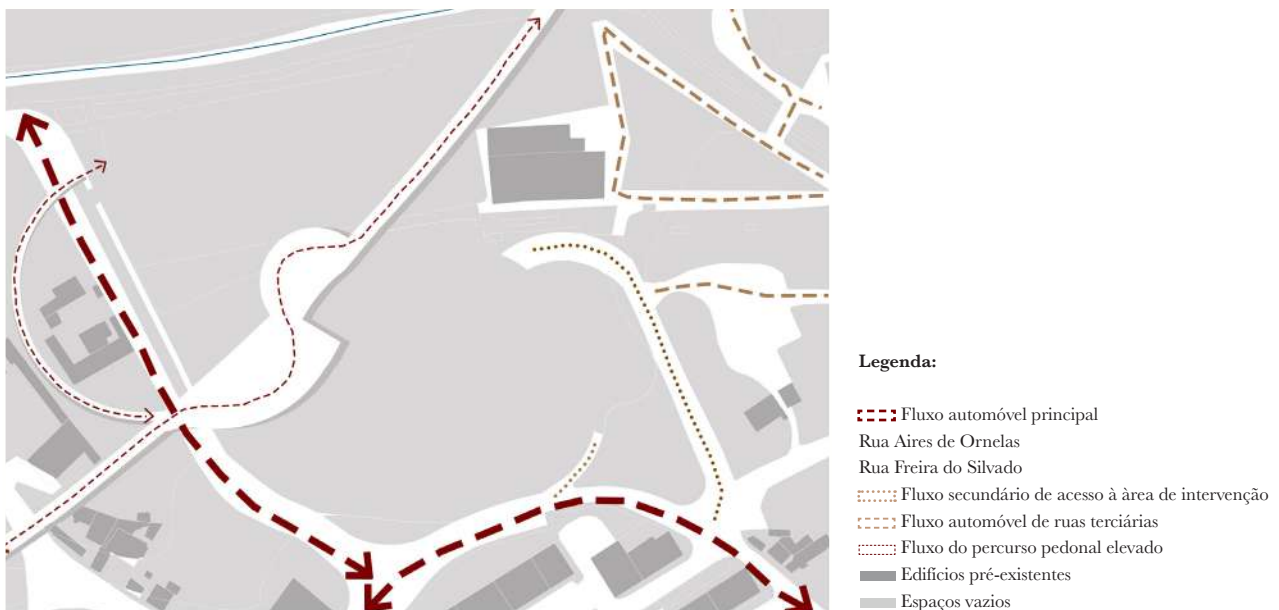 Legenda:
Fluxo automóvel principal
Rua Aires de Ornelas
Rua Freira do Silvado
Fluxo secundário de acesso à àrea de intervenção
Fluxo automóvel de ruas terciárias
Fluxo do percurso pedonal elevado
Edifícios pré-existentes
Espaços vazios